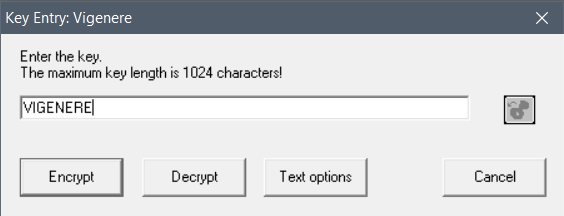 Key Entry: Vigenere
Enter the key.
The maximum key length is 1024 characters!
VIGENERE
Encrypt Decrypt Text options Cancel